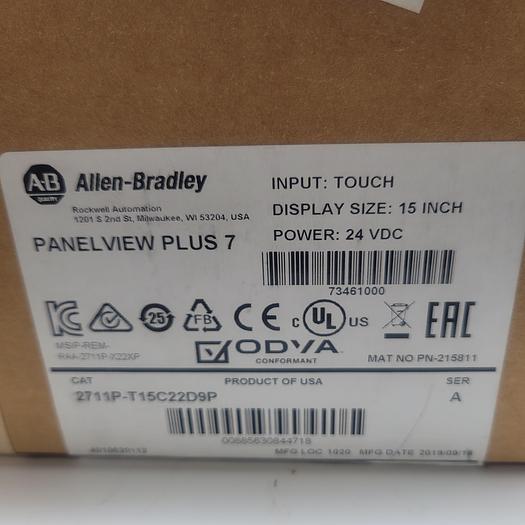 A-B
QUALITY
Allen-Bradley
Rockwell Automation
1201 S 2nd St, Milwaukee, WI 53204, USA
PANELVIEW PLUS 7
INPUT: TOUCH
DISPLAY SIZE: 15 INCH
POWER: 24 VDC
73461000
25
FB
CE
C UL US
EAC
MSIP-REM-
RAA-2711P-X22XP
ODVA
CONFORMANT
MAT NO PN-215811
CAT
PRODUCT OF USA
SER
2711P-T15C22D9P
A
00885630844718
MFG LOC 1020 MFG DATE 2019/09/18